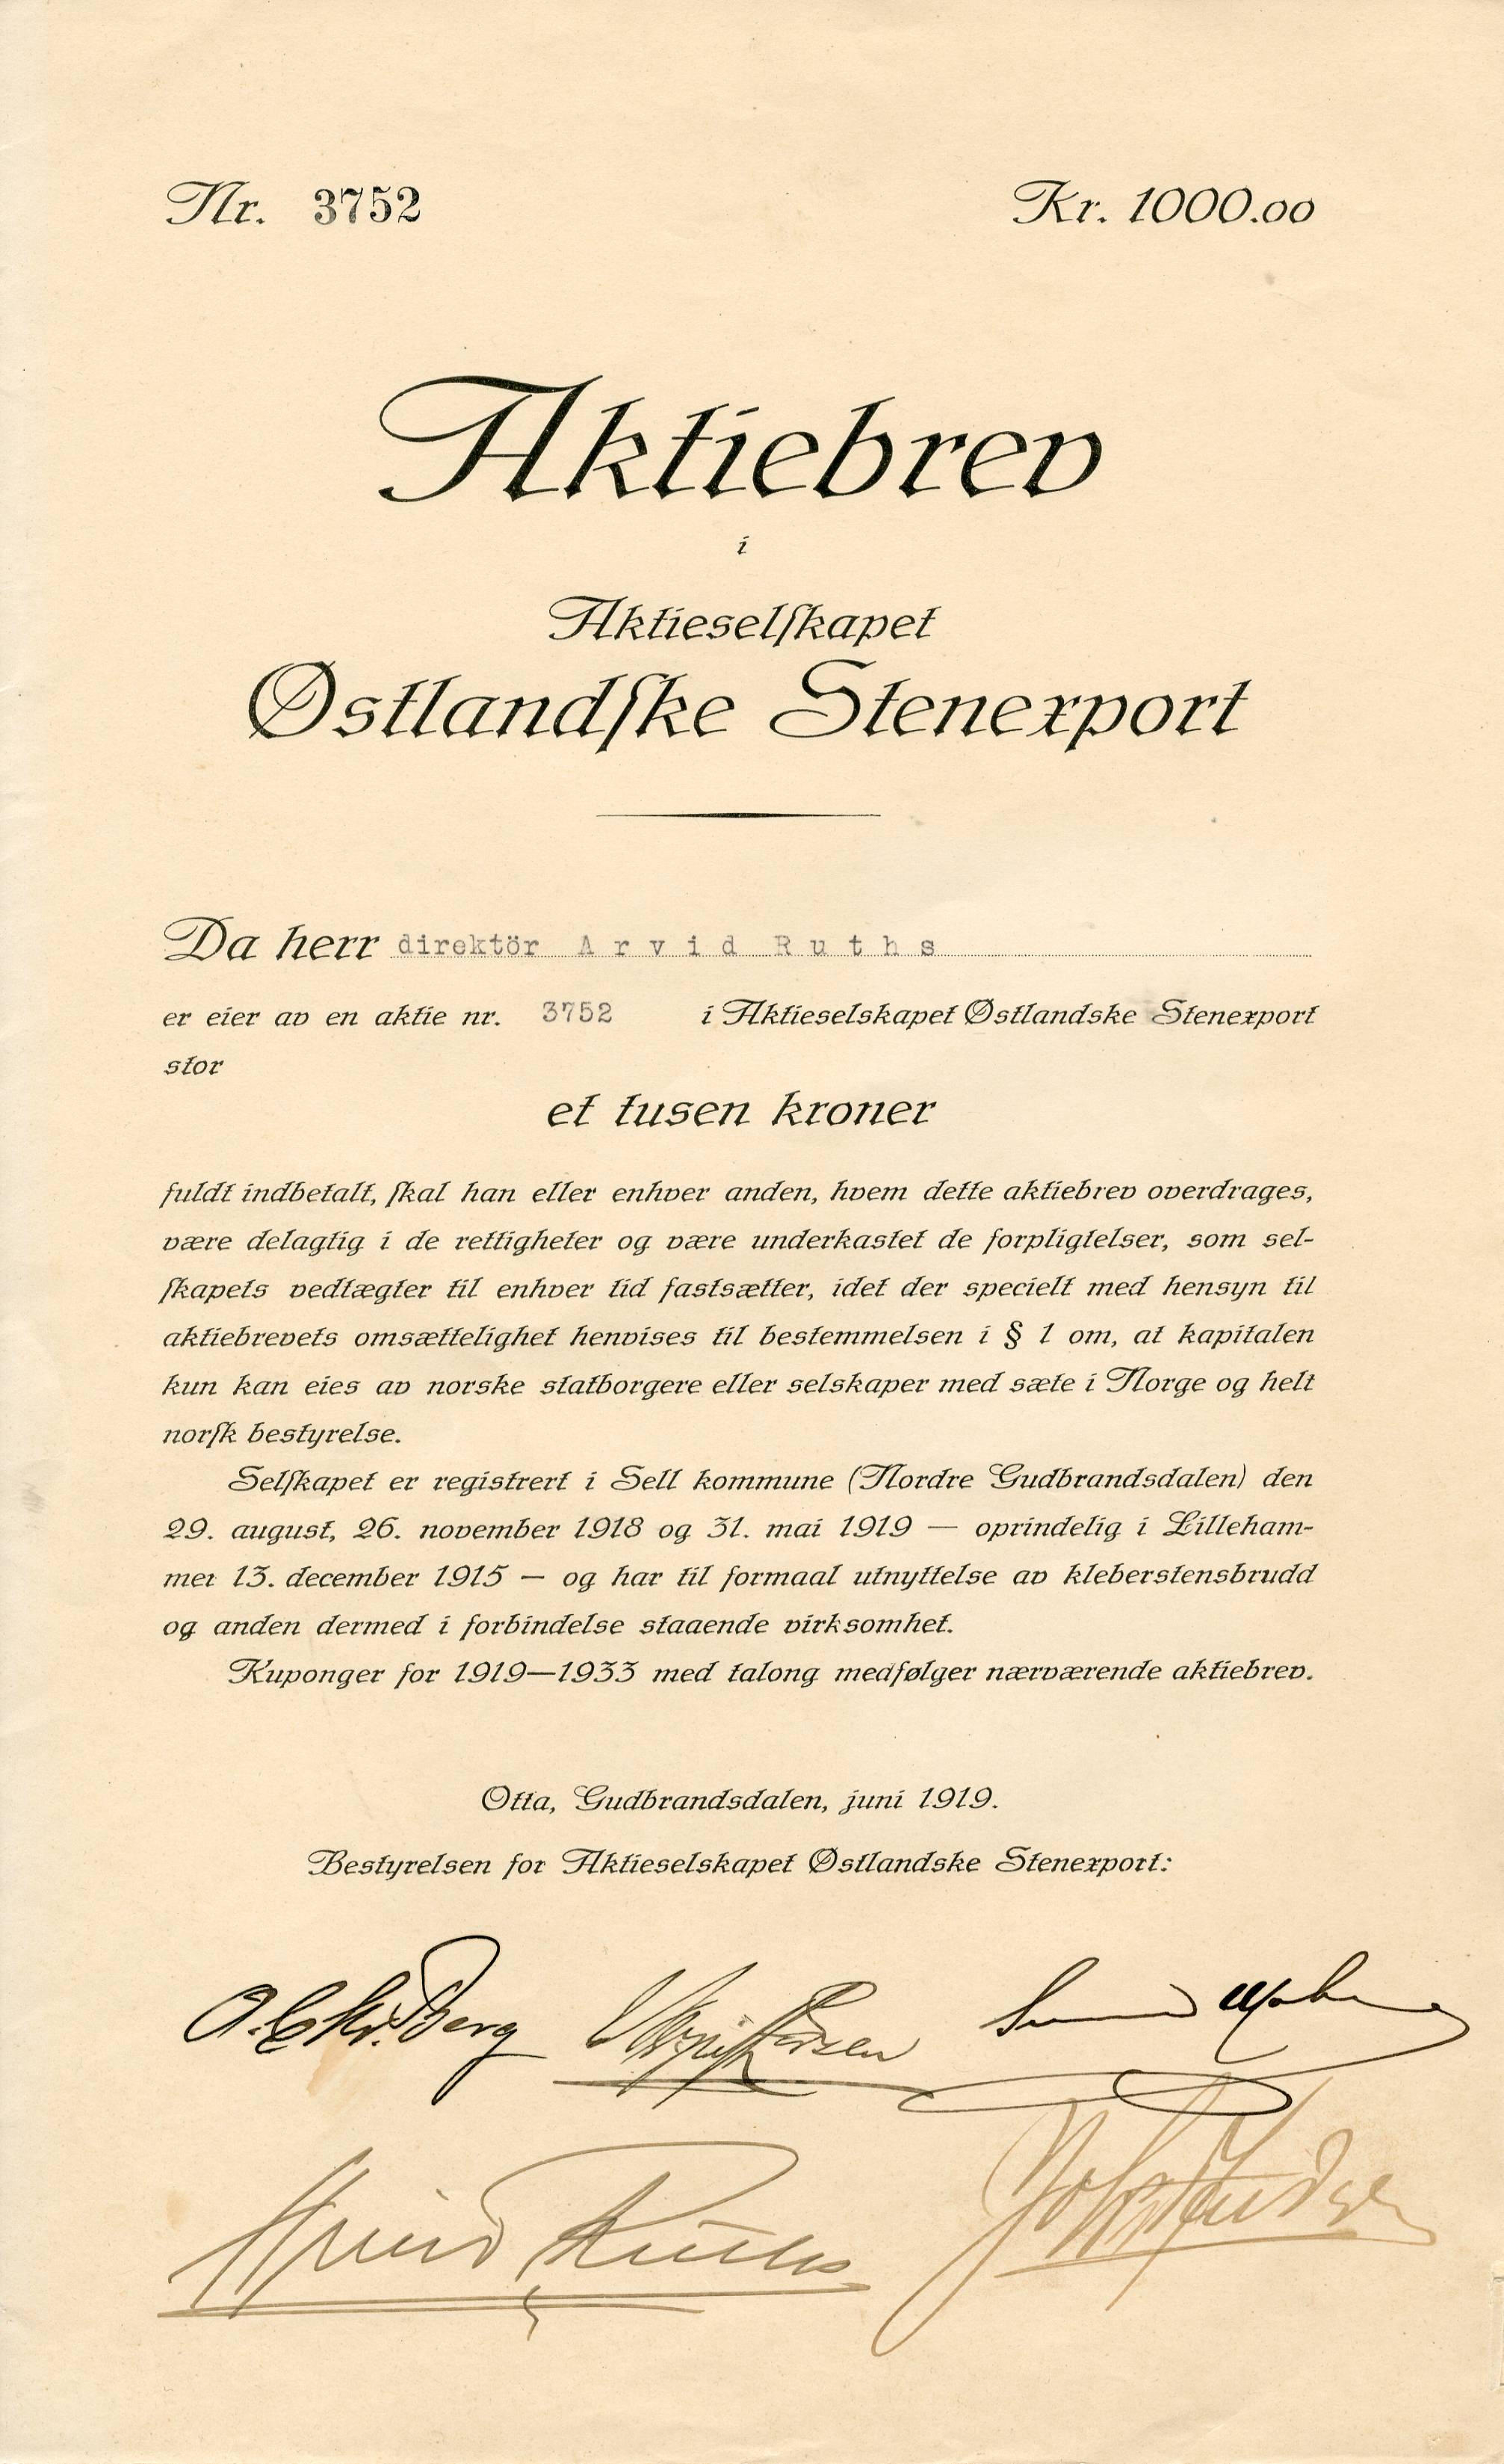 Nr. 3752
Kr. 1000.00
Aktiebrev
i
Aktieselſkapet
Østlandſke Stenexport
Da herr direktör Arvid Ruths
er eier av en aktie nr. 3752 i Aktieselskapet Østlandske Stenexport
stor
et tusen kroner
fuldt indbetalt, ſkal han eller enhver anden, hvem dette aktiebrev overdrages,
være delagtig i de rettigheter og være underkastet de forpligtelser, som sel-
ſkapets vedtægter til enhver tid fastsætter, idet der specielt med hensyn til
aktiebrevets omsættelighet henvises til bestemmelsen i § 1 om, at kapitalen
kun kan eies av norske statborgere eller selskaper med sæte i Norge og helt
norſk bestyrelse.
Selſkapet er registrert i Sell kommune (Nordre Gudbrandsdalen) den
29. august, 26. november 1918 og 31. mai 1919 — oprindelig i Lilleham-
mer 13. december 1915 — og har til formaal utnyttelse av kleberstensbrudd
og anden dermed i forbindelse staaende virksomhet.
Kuponger for 1919—1933 med talong medfølger nærværende aktiebrev.
Otta, Gudbrandsdalen, juni 1919.
Bestyrelsen for Aktieselskapet Østlandske Stenexport:
Arvid Ruths